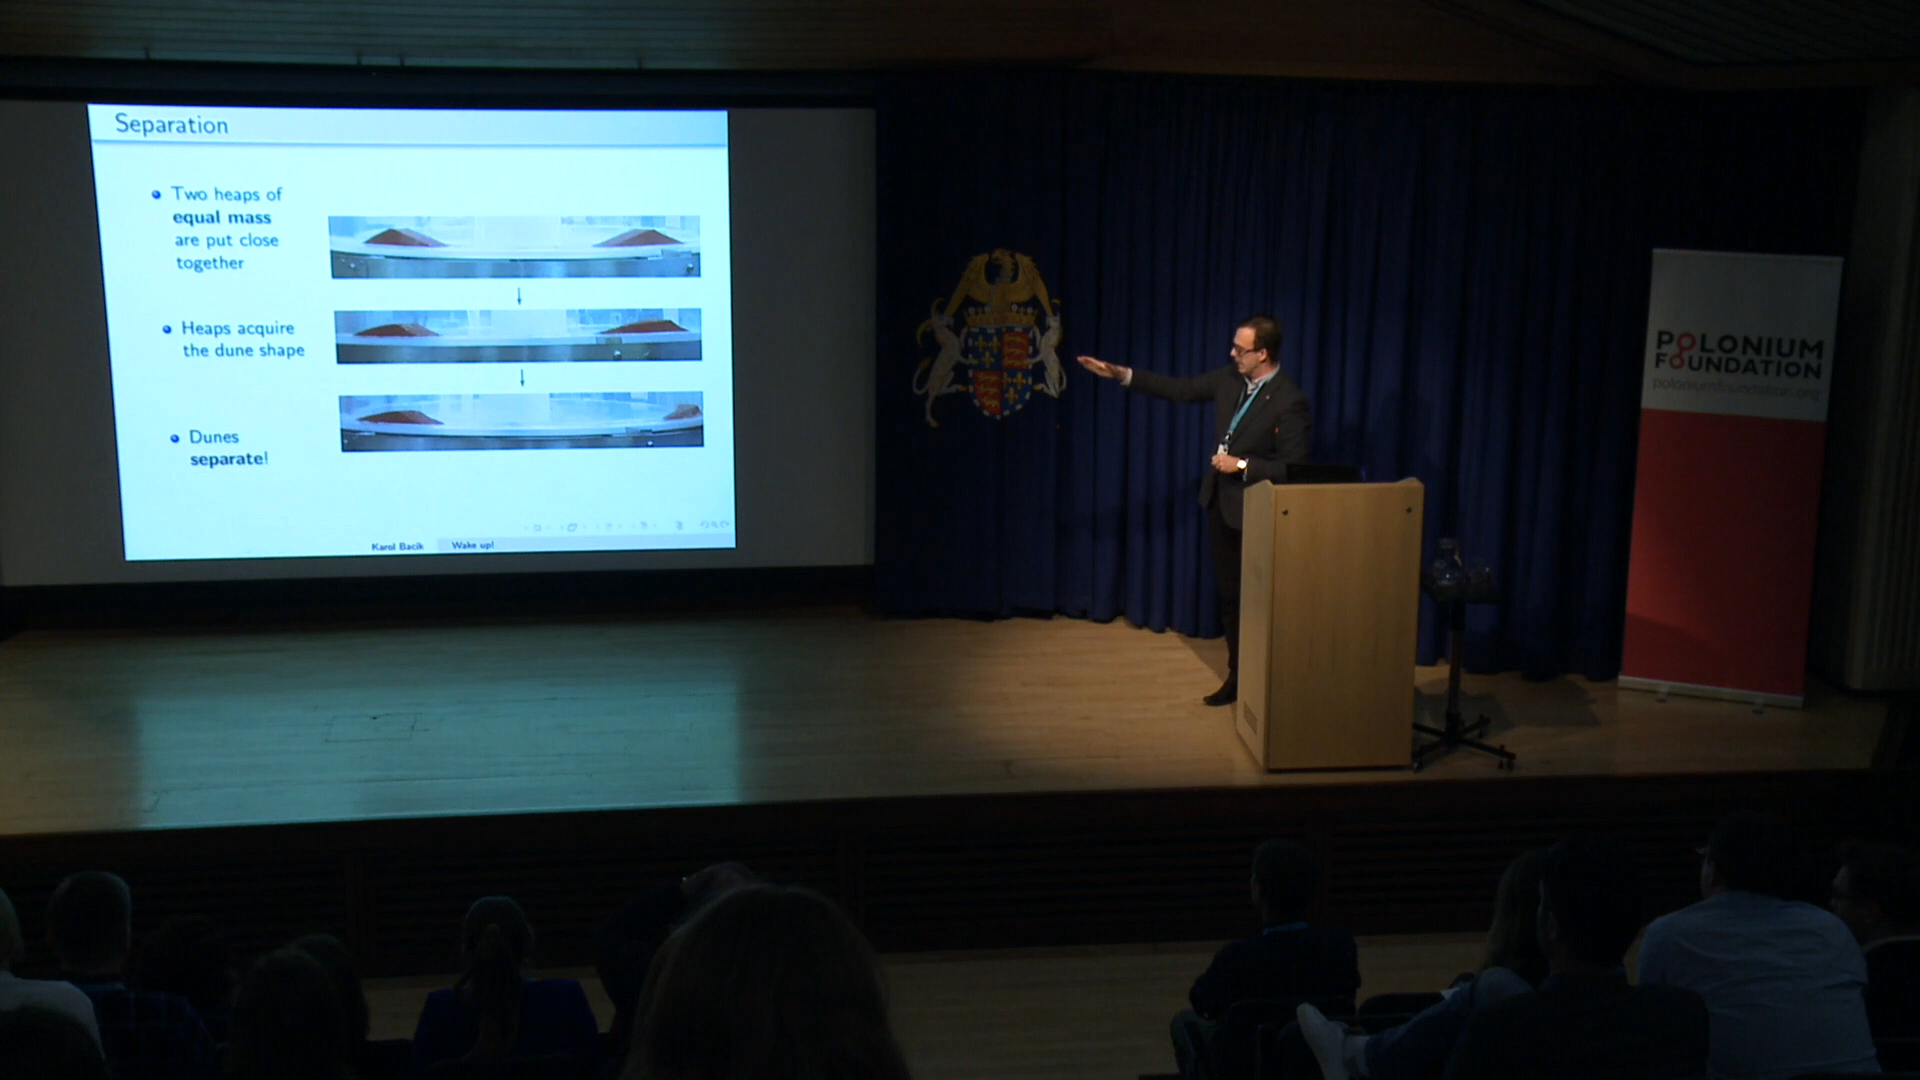 Separation
Two heaps of
equal mass
are put close
together
Heaps acquire
the dune shape
Dunes
separate!
Karol Bacik
Wake up!
POLONIUM
FOUNDATION
poloniumfoundation.org